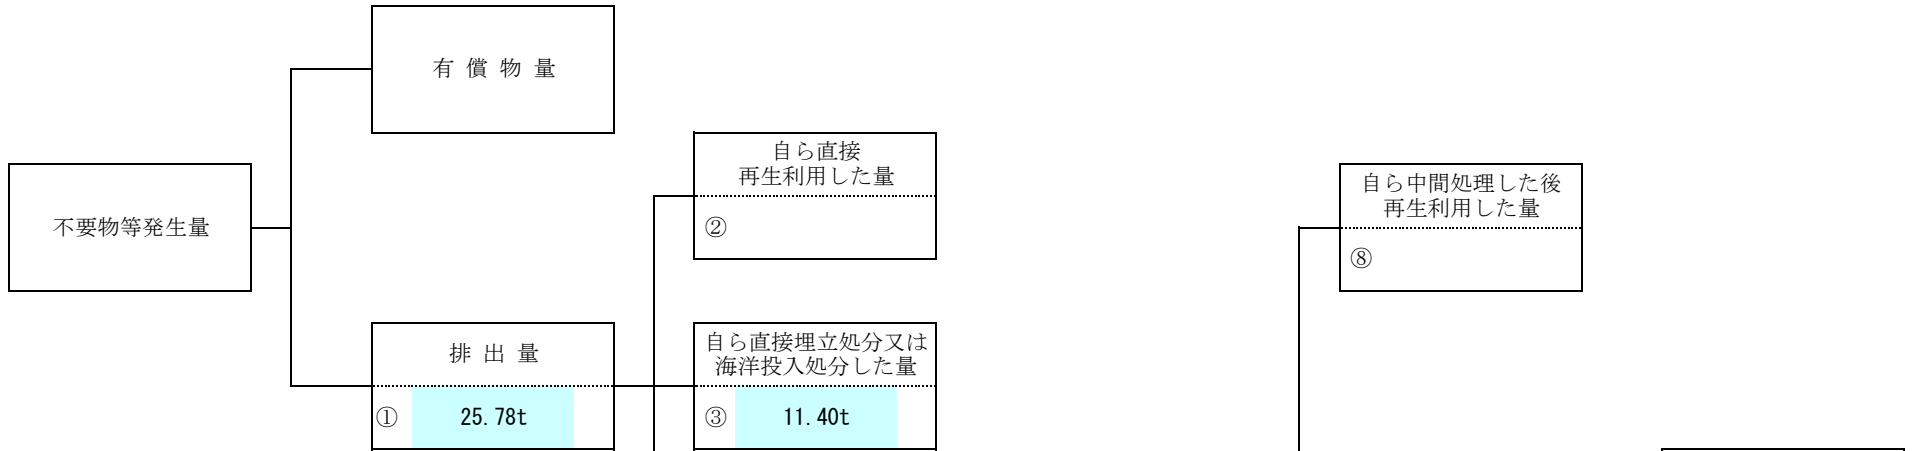 有 償 物 量
自ら直接
再生利用した量
②
自ら中間処理した後
再生利用した量
⑧
不要物等発生量
排 出 量
① 25.78t
自ら直接埋立処分又は
海洋投入処分した量
③ 11.40t